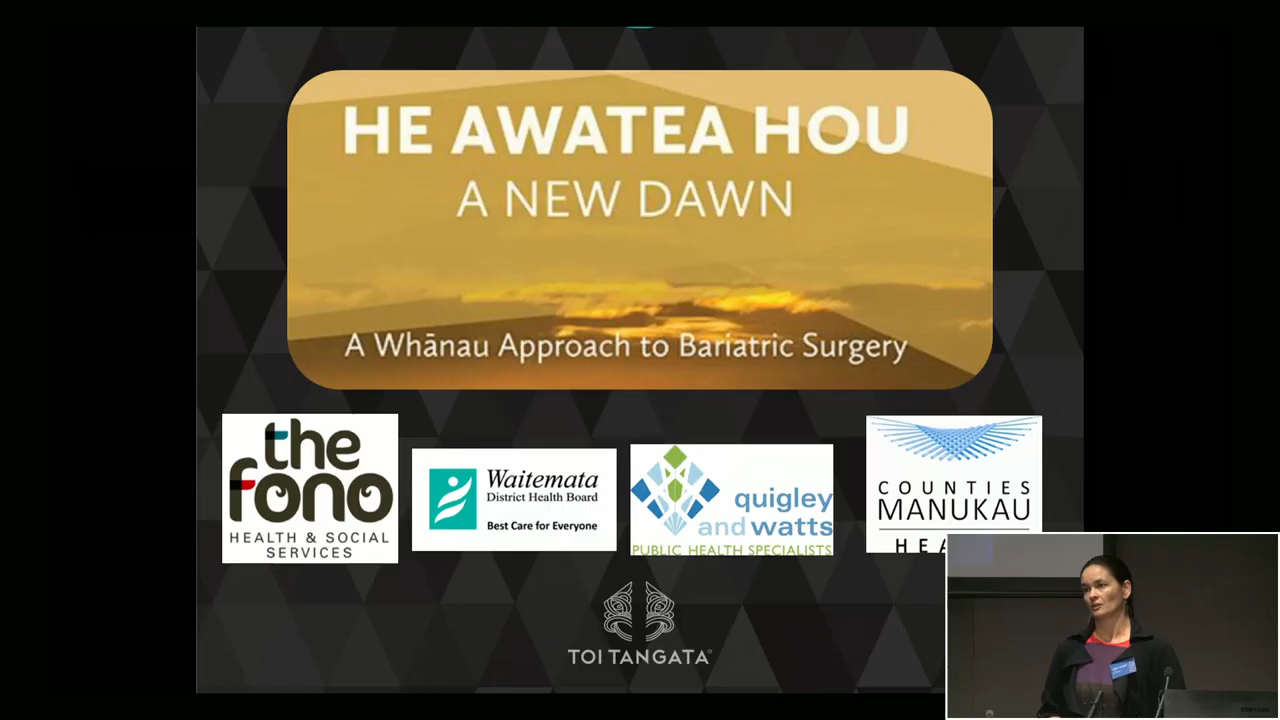 HE AWATEA HOU
A NEW DAWN
A Whānau Approach to Bariatric Surgery
the
fono
HEALTH & SOCIAL
SERVICES
Waitemata
District Health Board
Best Care for Everyone
quigley
and watts
PUBLIC HEALTH SPECIALISTS
COUNTIES
MANUKAU
HEA
TOI TANGATA